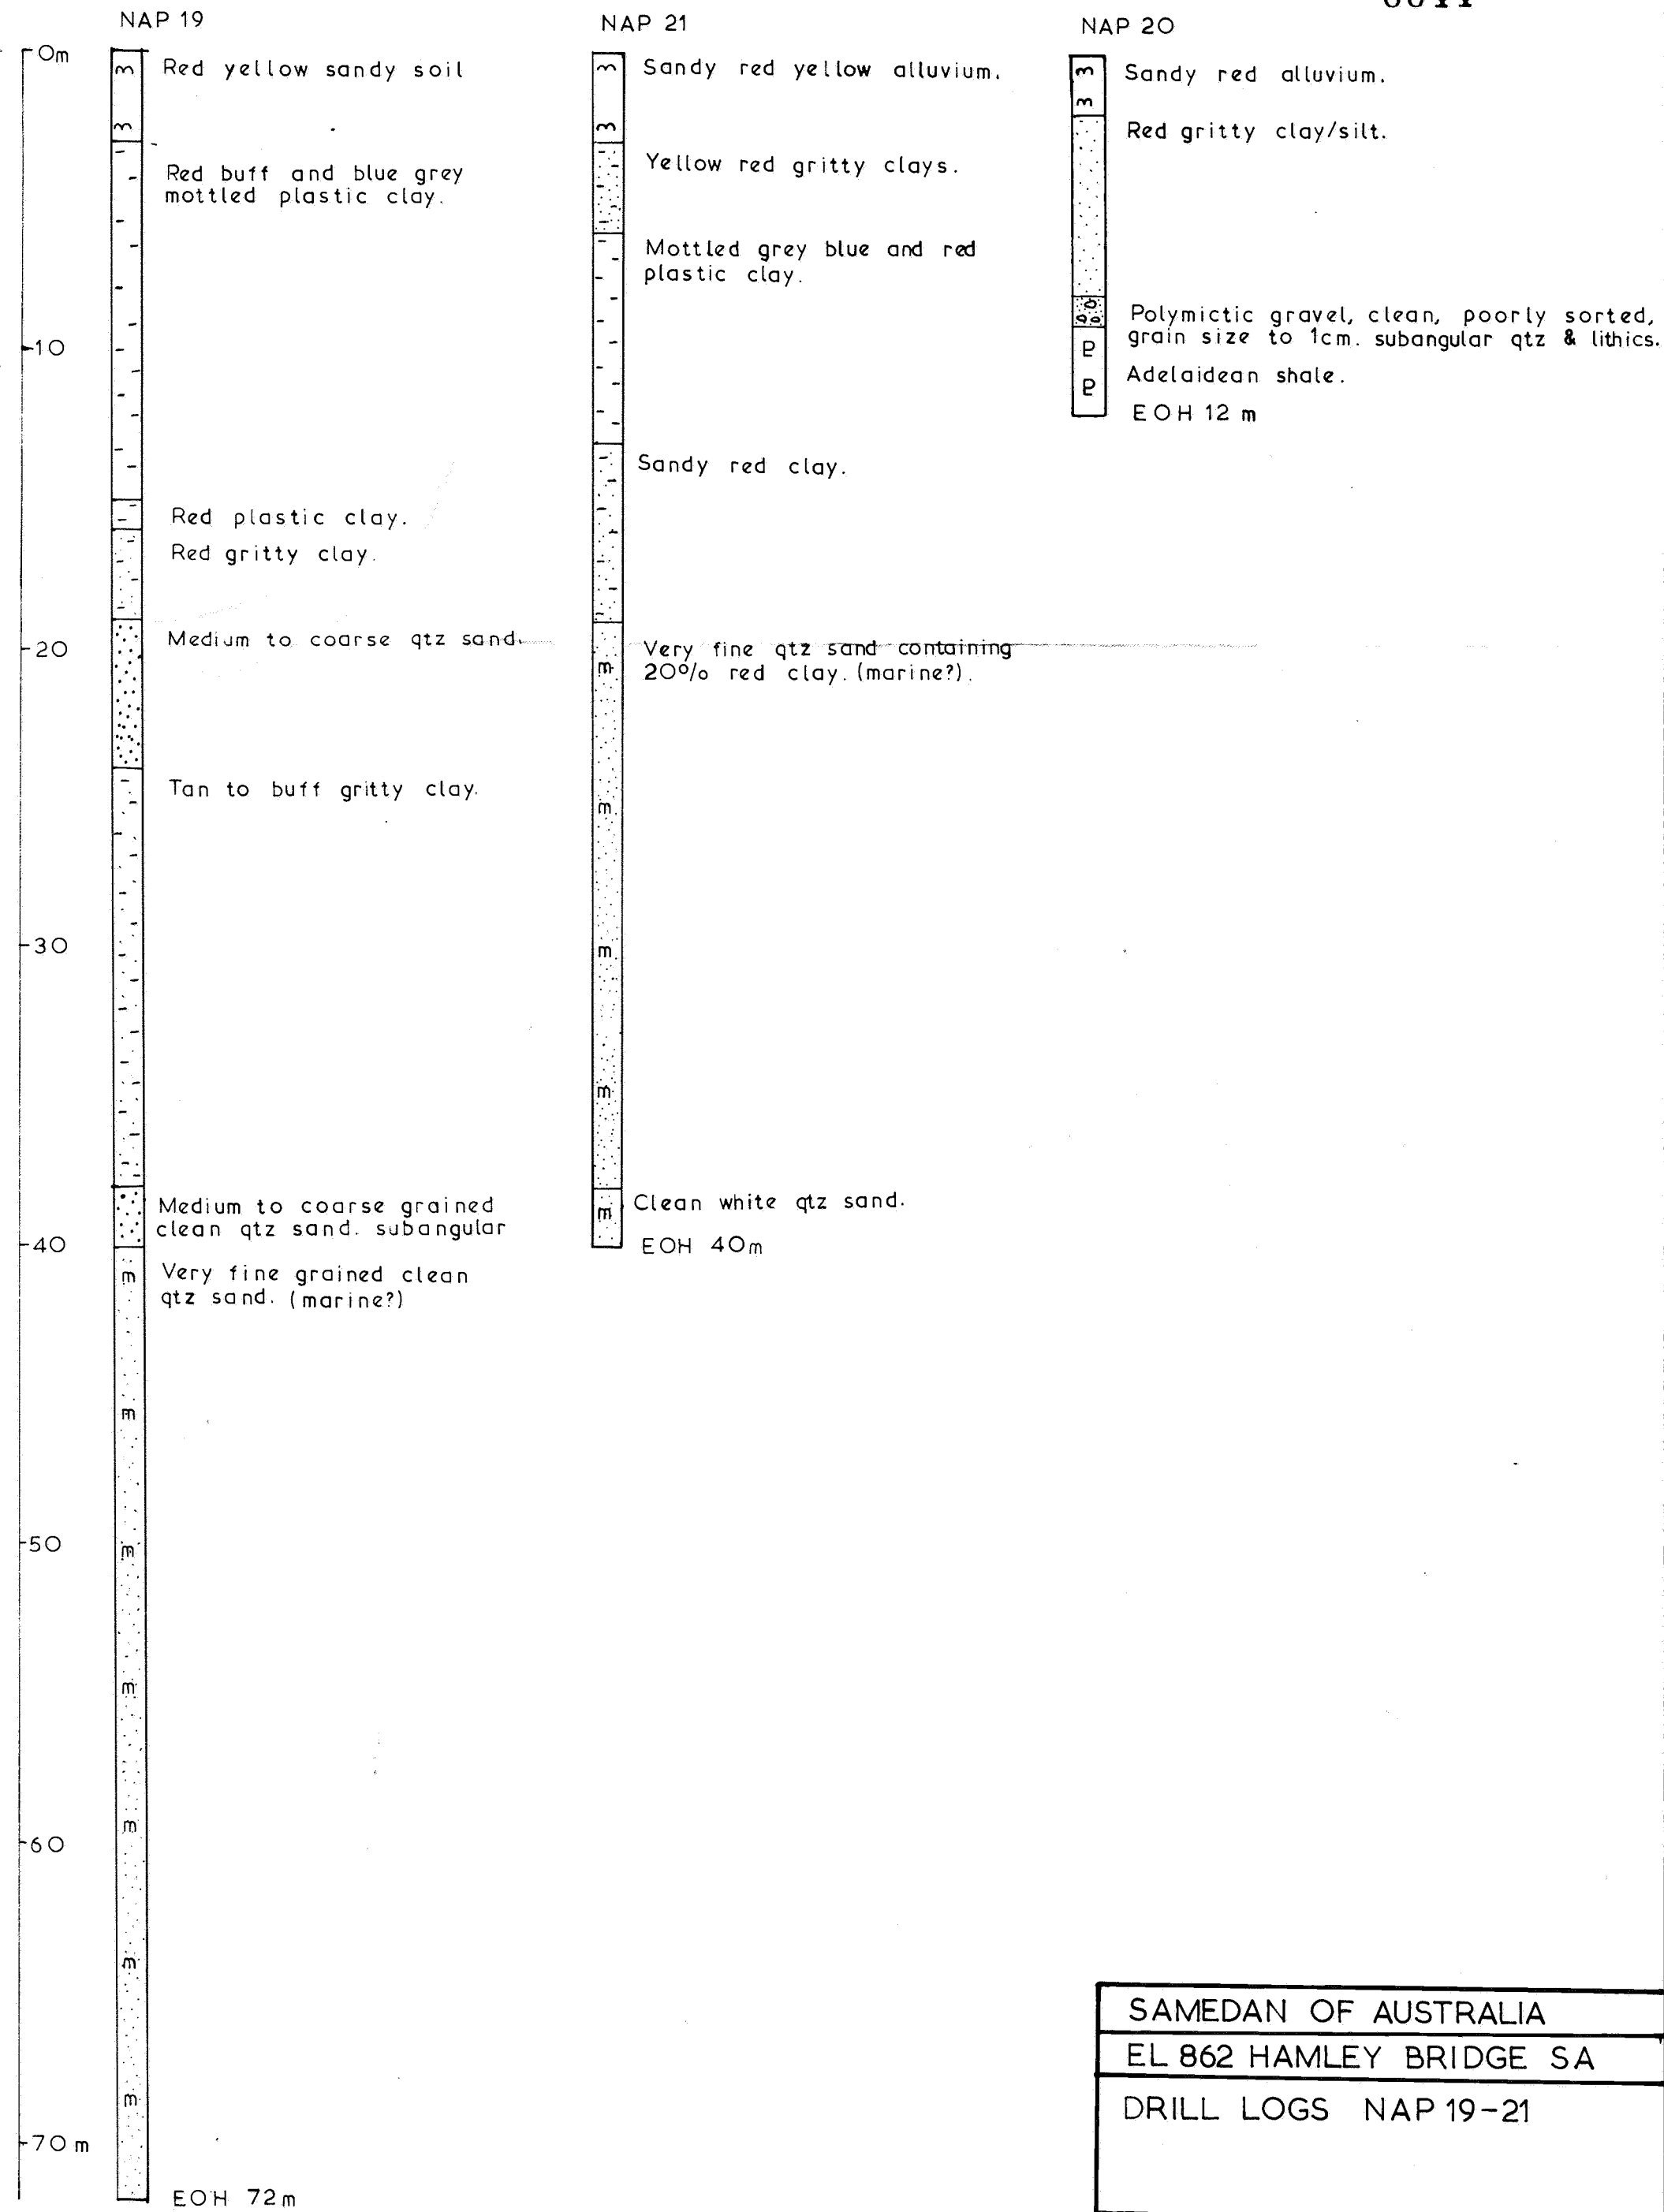 NAP 19
0m
Red yellow sandy soil
Red buff and blue grey
mottled plastic clay.
10
Red plastic clay.
Red gritty clay.
Medium to coarse qtz sand.
20
Tan to buff gritty clay.
30
Medium to coarse grained
clean qtz sand. subangular
40
Very fine grained clean
qtz sand. (marine?)
50
60
70 m
EOH 72m
NAP 21
Sandy red yellow alluvium.
Yellow red gritty clays.
Mottled grey blue and red
plastic clay.
Sandy red clay.
Very fine qtz sand containing
20% red clay. (marine?).
Clean white qtz sand.
EOH 40m
NAP 20
Sandy red alluvium.
Red gritty clay/silt.
Polymictic gravel, clean, poorly sorted,
grain size to 1cm. subangular qtz & lithics.
Adelaidean shale.
EOH 12 m
SAMEDAN OF AUSTRALIA
EL 862 HAMLEY BRIDGE SA
DRILL LOGS NAP 19-21